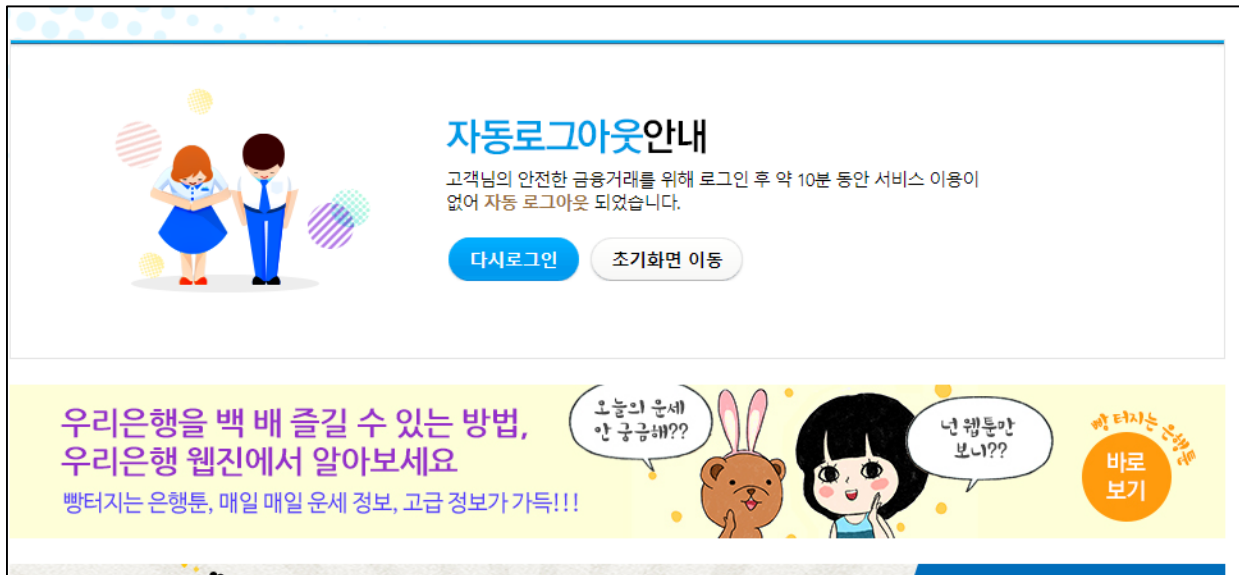 자동로그아웃안내
고객님의 안전한 금융거래를 위해 로그인 후 약 10분 동안 서비스 이용이
없어 자동 로그아웃 되었습니다.
다시로그인
초기화면 이동
우리은행을 백 배 즐길 수 있는 방법,
우리은행 웹진에서 알아보세요
빵터지는 은행툰, 매일 매일 운세 정보, 고급 정보가 가득!!!
오늘의 운세
안 궁금해??
넌 웹툰만
보니??
빵 터지는 은행툰
바로
보기